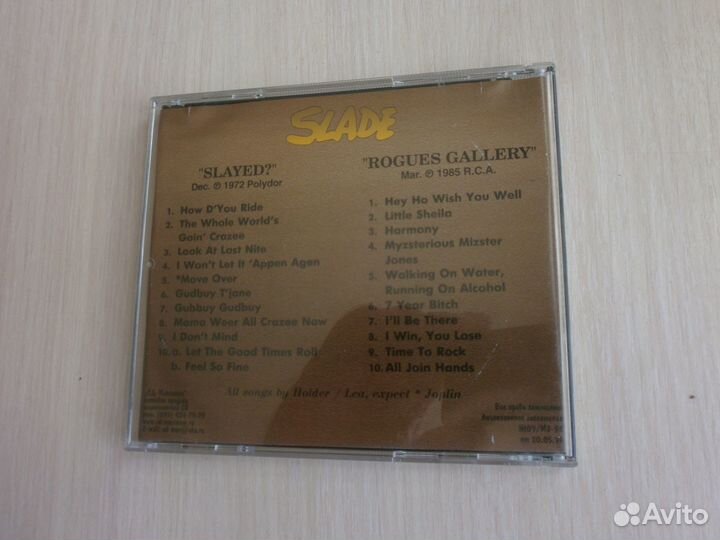 SLADE
"SLAYED?"
Dec. ℗ 1972 Polydor
1. How D'You Ride
2. The Whole World's
Goin' Crazee
3. Look At Last Nite
4. I Won't Let It 'Appen Agen
5. *Move Over
6. Gudbuy T'Jane
7. Gubbuy Gudbuy
8. Mama Weer All Crazee Now
9. I Don't Mind
10. a. Let The Good Times Roll
b. Feel So Fine
"ROGUES GALLERY"
Mar. ℗ 1985 R.C.A.
1. Hey Ho Wish You Well
2. Little Sheila
3. Harmony
4. Myzsterious Mizster
Jones
5. Walking On Water,
Running On Alcohol
6. 7 Year Bitch
7. I'll Be There
8. I Win, You Lose
9. Time To Rock
10. All Join Hands
All songs by Holder / Lea, expect * Joplin
Все права
Avito